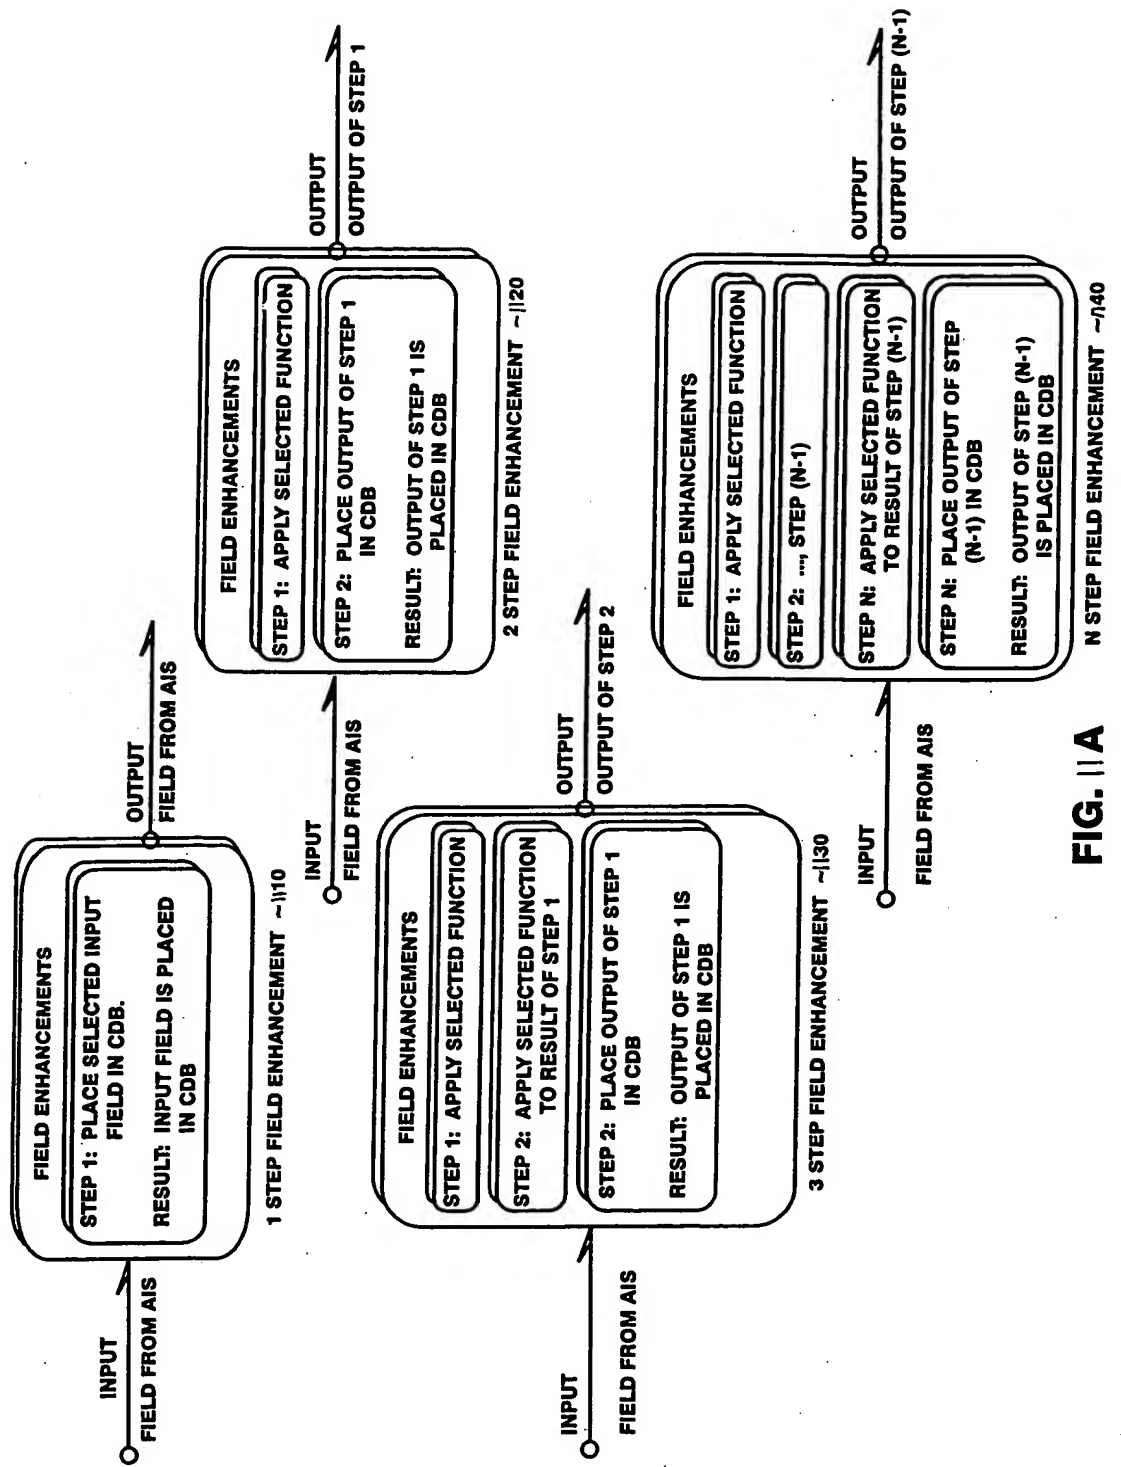 INPUT
FIELD FROM AIS
FIELD ENHANCEMENTS
STEP 1: PLACE SELECTED INPUT
FIELD IN CDB.
RESULT: INPUT FIELD IS PLACED
IN CDB
OUTPUT
FIELD FROM AIS
1 STEP FIELD ENHANCEMENT ~1110
INPUT
FIELD FROM AIS
FIELD ENHANCEMENTS
STEP 1: APPLY SELECTED FUNCTION
STEP 2: PLACE OUTPUT OF STEP 1
IN CDB
RESULT: OUTPUT OF STEP 1 IS
PLACED IN CDB
OUTPUT
OUTPUT OF STEP 1
2 STEP FIELD ENHANCEMENT ~1120
INPUT
FIELD FROM AIS
FIELD ENHANCEMENTS
STEP 1: APPLY SELECTED FUNCTION
STEP 2: APPLY SELECTED FUNCTION
TO RESULT OF STEP 1
STEP 2: PLACE OUTPUT OF STEP 1
IN CDB
RESULT: OUTPUT OF STEP 1 IS
PLACED IN CDB
OUTPUT
OUTPUT OF STEP 2
3 STEP FIELD ENHANCEMENT ~1130
INPUT
FIELD FROM AIS
FIELD ENHANCEMENTS
STEP 1: APPLY SELECTED FUNCTION
STEP 2: ..., STEP (N-1)
STEP N: APPLY SELECTED FUNCTION
TO RESULT OF STEP (N-1)
STEP N: PLACE OUTPUT OF STEP
(N-1) IN CDB
RESULT: OUTPUT OF STEP (N-1)
IS PLACED IN CDB
OUTPUT
OUTPUT OF STEP (N-1)
N STEP FIELD ENHANCEMENT ~1140
FIG. 11A